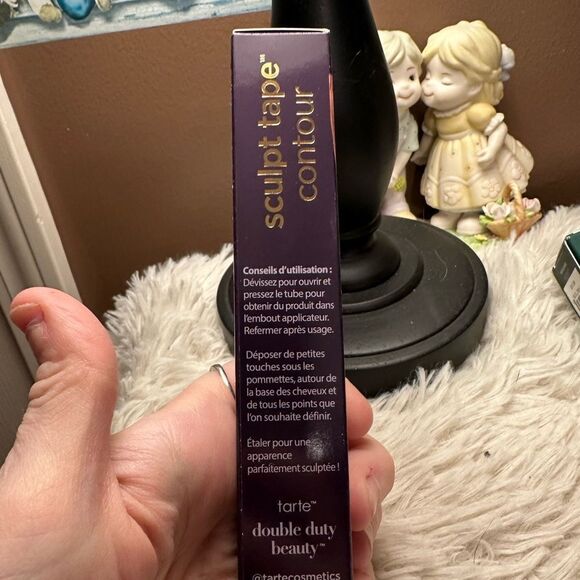 sculpt tape™
contour
Conseils d'utilisation :
Dévissez pour ouvrir et
pressez le tube pour
obtenir du produit dans
l'embout applicateur.
Refermer après usage.
Déposer de petites
touches sous les
pommettes, autour de
la base des cheveux et
de tous les points que
l'on souhaite définir.
Étaler pour une
apparence
parfaitement sculptée !
tarte™
double duty
beauty™
@tartecosmetics